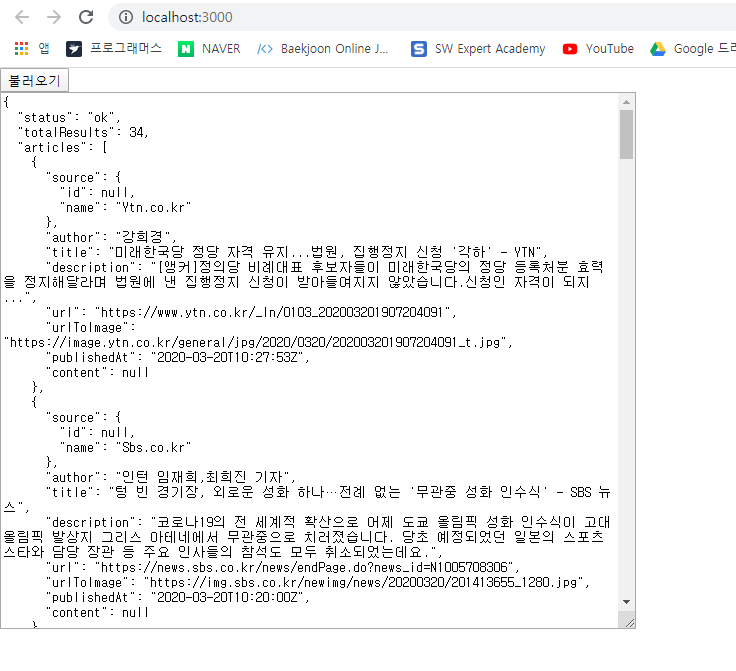 localhost:3000
앱 프로그래머스 NAVER Baekjoon Online J... SW Expert Academy YouTube Google 드라
불러오기
{
  "status": "ok",
  "totalResults": 34,
  "articles": [
    {
      "source": {
        "id": null,
        "name": "Ytn.co.kr"
      },
      "author": "강희경",
      "title": "미래한국당 정당 자격 유지...법원, 집행정지 신청 '각하' - YTN",
      "description": "[앵커]정의당 비례대표 후보자들이 미래한국당의 정당 등록처분 효력
을 정지해달라며 법원에 낸 집행정지 신청이 받아들여지지 않았습니다.신청인 자격이 되지
...",
      "url": "https://www.ytn.co.kr/_ln/0103_202003201907204091",
      "urlToImage":
"https://image.ytn.co.kr/general/jpg/2020/0320/202003201907204091_t.jpg",
      "publishedAt": "2020-03-20T10:27:53Z",
      "content": null
    },
    {
      "source": {
        "id": null,
        "name": "Sbs.co.kr"
      },
      "author": "인턴 임재희,최희진 기자",
      "title": "텅 빈 경기장, 외로운 성화 하나…전례 없는 '무관중 성화 인수식' - SBS 뉴
스",
      "description": "코로나19의 전 세계적 확산으로 어제 도쿄 올림픽 성화 인수식이 고대
올림픽 발상지 그리스 아테네에서 무관중으로 치러졌습니다. 당초 예정되었던 일본의 스포츠
스타와 담당 장관 등 주요 인사들의 참석도 모두 취소되었는데요.",
      "url": "https://news.sbs.co.kr/news/endPage.do?news_id=N1005708306",
      "urlToImage": "https://img.sbs.co.kr/newimg/news/20200320/201413655_1280.jpg",
      "publishedAt": "2020-03-20T10:20:00Z",
      "content": null
    }